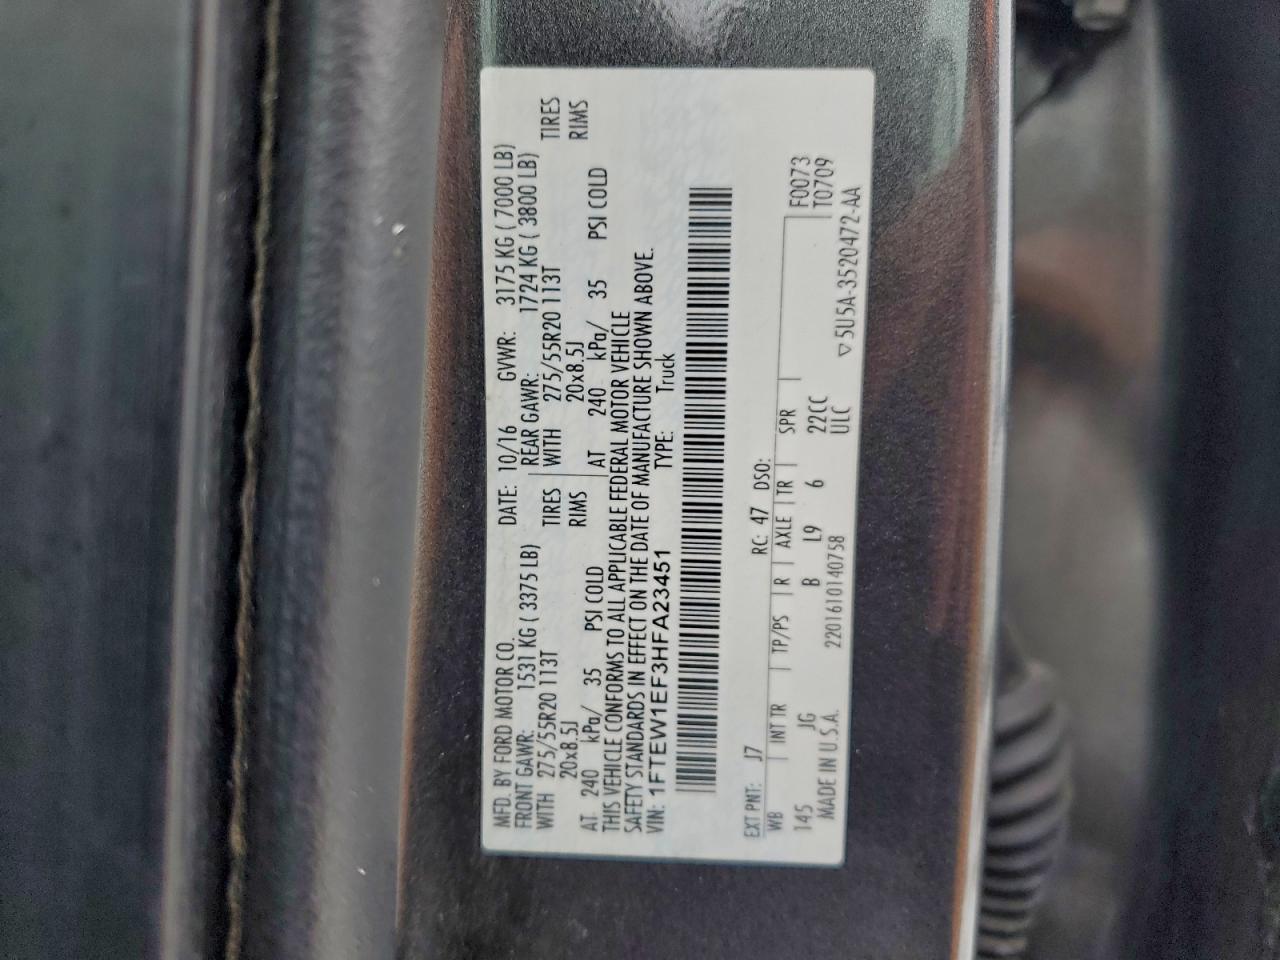 MFD. BY FORD MOTOR CO. DATE: 10/16 GVWR: 3175 KG ( 7000 LB)
FRONT GAWR: 1531 KG ( 3375 LB) REAR GAWR: 1724 KG ( 3800 LB)
WITH 275/55R20 113T TIRES WITH 275/55R20 113T TIRES
20x8.5J RIMS 20x8.5J RIMS
AT 240 kPa/ 35 PSI COLD AT 240 kPa/ 35 PSI COLD
THIS VEHICLE CONFORMS TO ALL APPLICABLE FEDERAL MOTOR VEHICLE
SAFETY STANDARDS IN EFFECT ON THE DATE OF MANUFACTURE SHOWN ABOVE.
VIN: 1FTEW1EF3HFA23451 TYPE: Truck
EXT PNT: J7 RC: 47 DSO:
WB INT TR TP/PS R AXLE TR SPR F0073
145 JG B L9 6 22CC T0709
MADE IN U.S.A. 2201610140758 ULC ▽5U5A-3520472-AA